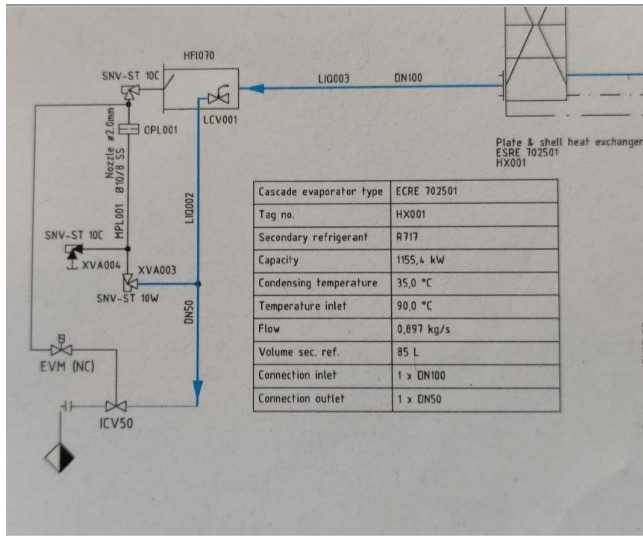 HFI070
SNV-ST 10C
LIQ003 DN100
LCV001
OPL001
Nozzle ø2.0mm
MPL001 Ø10/8 SS
LIQ002
Plate & shell heat exchanger
ESRE 702501
HX001
Cascade evaporator type ECRE 702501
Tag no. HX001
Secondary refrigerant R717
Capacity 1155,4 kW
Condensing temperature 35,0 °C
Temperature inlet 90,0 °C
Flow 0,897 kg/s
Volume sec. ref. 85 L
Connection inlet 1 x DN100
Connection outlet 1 x DN50
SNV-ST 10C
XVA004
XVA003
SNV-ST 10W
DN50
EVM (NC)
ICV50